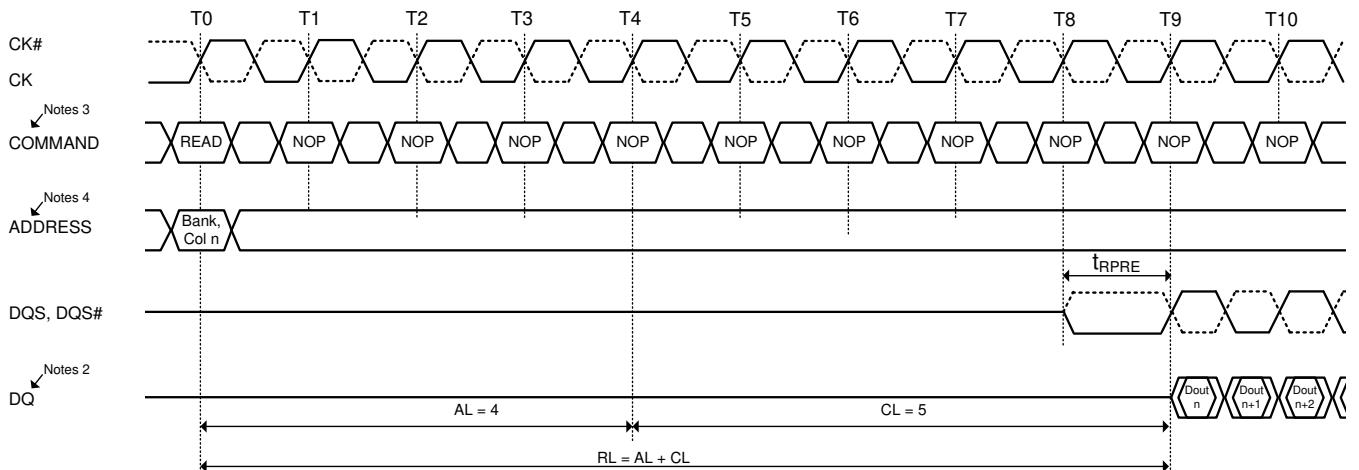 T0 T1 T2 T3 T4 T5 T6 T7 T8 T9 T10
CK#
CK
Notes 3
COMMAND READ NOP NOP NOP NOP NOP NOP NOP NOP NOP NOP
Notes 4
ADDRESS Bank,
Col n
tRPRE
DQS, DQS#
Notes 2
DQ
Dout
n
Dout
n+1
Dout
n+2
AL = 4 CL = 5
RL = AL + CL